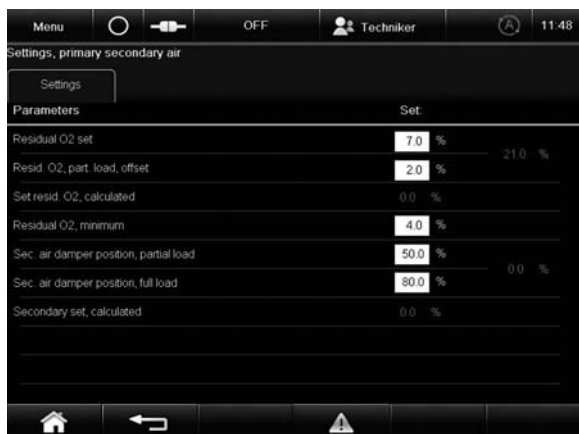 Menu OFF Techniker A 11:48
Settings, primary secondary air
Settings
Parameters Set:
Residual O2 set 7.0 %
21.0 %
Resid. O2, part. load, offset 2.0 %
Set resid. O2, calculated 0.0 %
Residual O2, minimum 4.0 %
Sec. air damper position, partial load 50.0 %
0.0 %
Sec. air damper position, full load 80.0 %
Secondary set, calculated 0.0 %